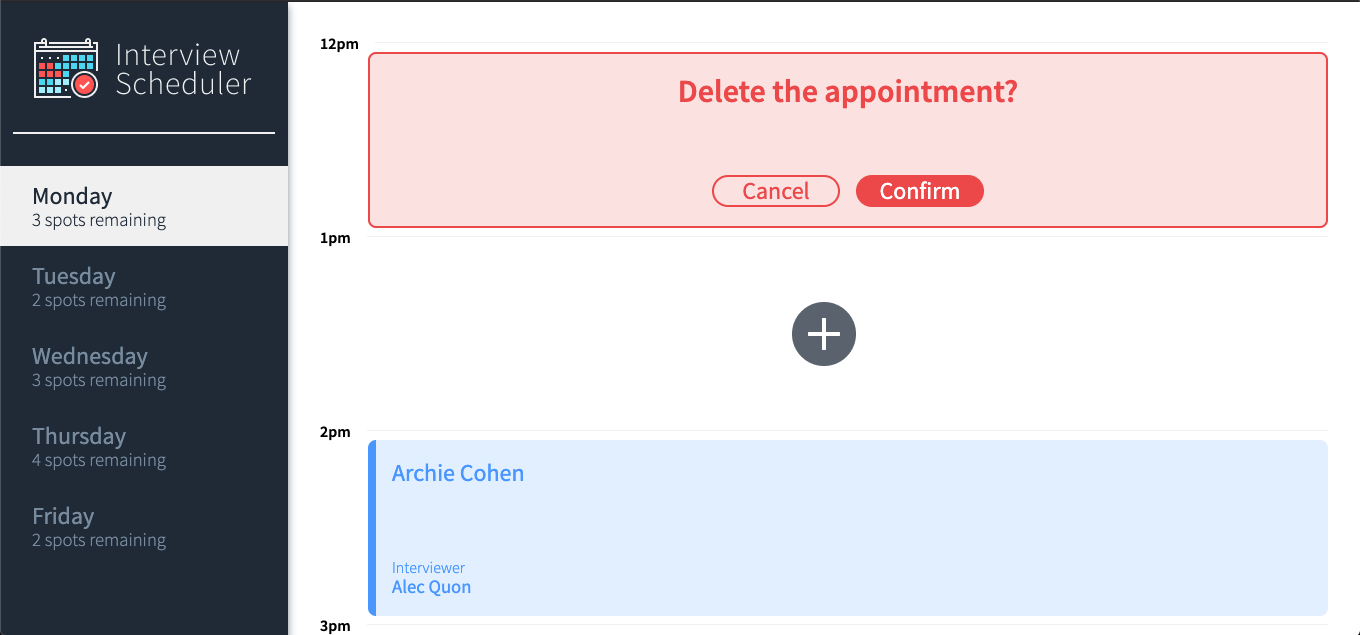 Interview
Scheduler
Monday
3 spots remaining
Tuesday
2 spots remaining
Wednesday
3 spots remaining
Thursday
4 spots remaining
Friday
2 spots remaining
12pm
Delete the appointment?
Cancel Confirm
1pm
2pm
Archie Cohen
Interviewer
Alec Quon
3pm